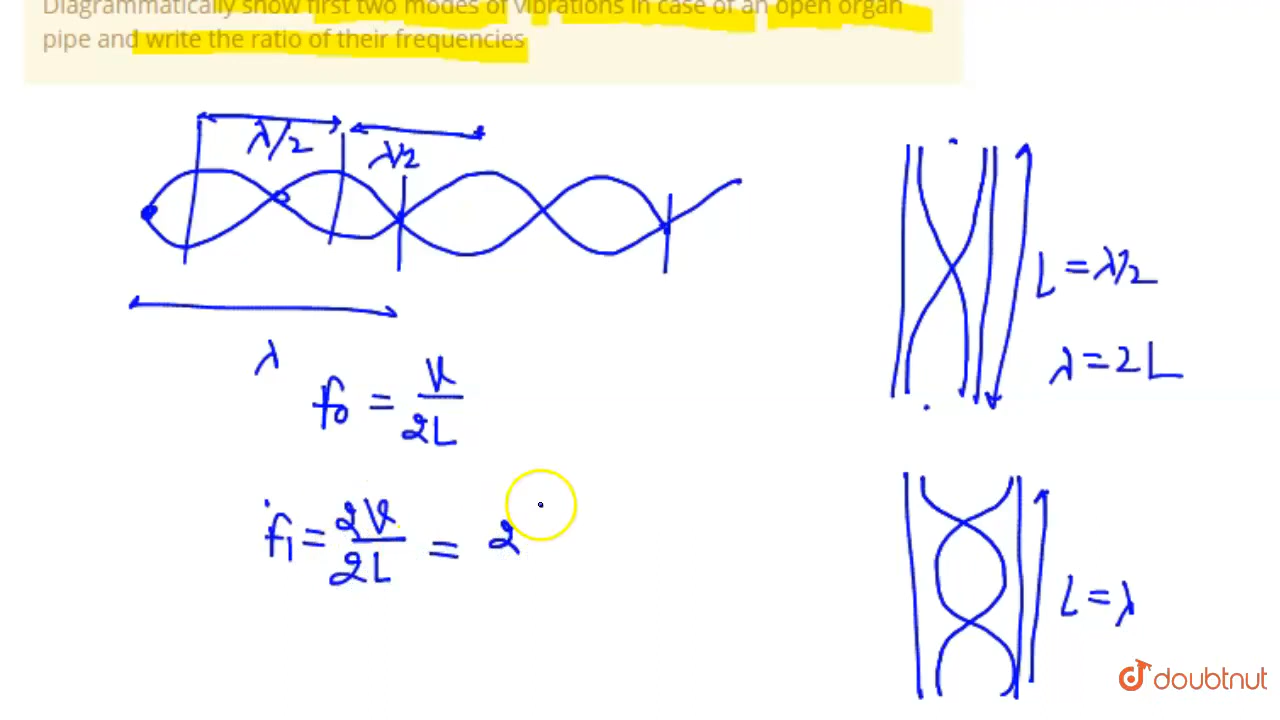 Diagrammatically show first two modes of vibrations in case of an open organ
pipe and write the ratio of their frequencies
λ/2
λ/2
λ
f₀ = v/2L
f₁ = 2v/2L = 2
L = λ/2
λ = 2L
L = λ
doubtnut